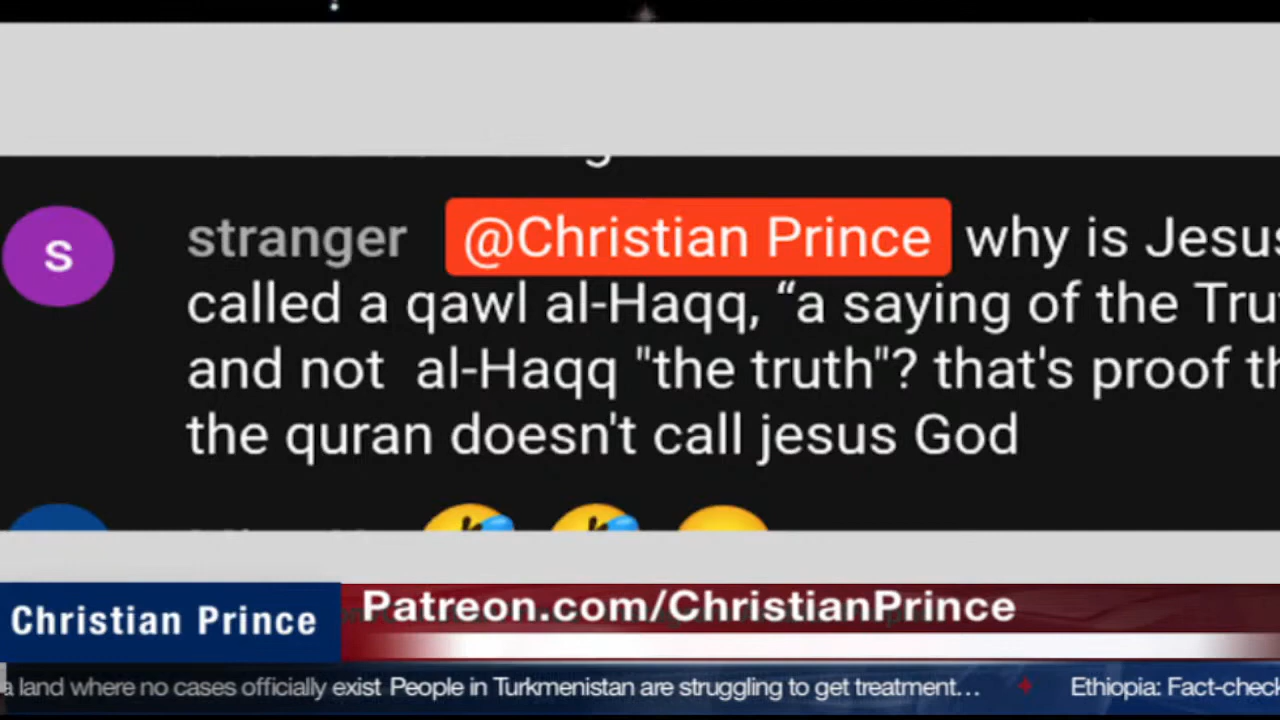 S
stranger @Christian Prince why is Jesus
called a qawl al-Haqq, “a saying of the Tru
and not al-Haqq "the truth"? that's proof th
the quran doesn't call jesus God
Christian Prince
Patreon.com/ChristianPrince
a land where no cases officially exist People in Turkmenistan are struggling to get treatment… Ethiopia: Fact-check